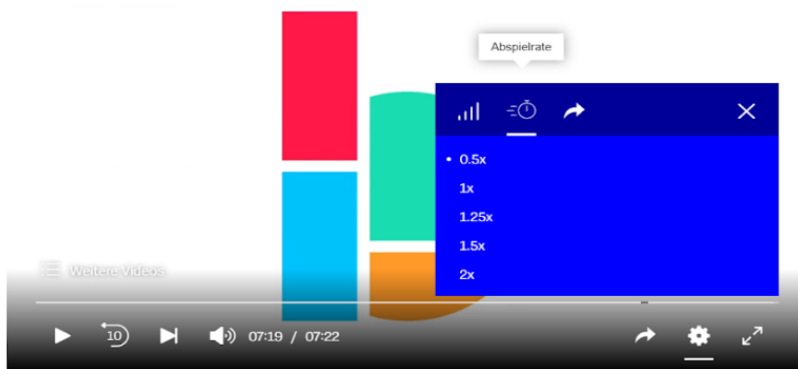 Abspielrate
0.5x
1x
1.25x
1.5x
2x
Weitere Videos
10
07:19 / 07:22